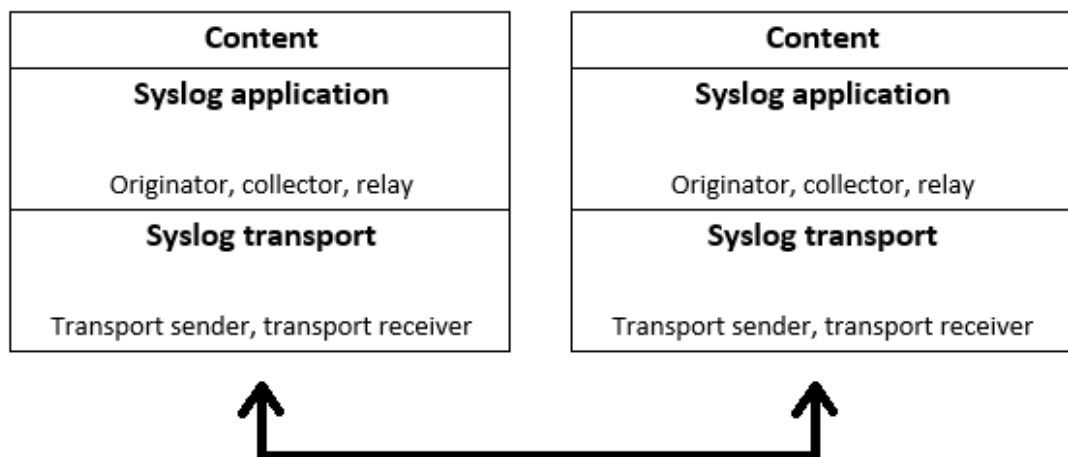 Content
Syslog application
Originator, collector, relay
Syslog transport
Transport sender, transport receiver
Content
Syslog application
Originator, collector, relay
Syslog transport
Transport sender, transport receiver